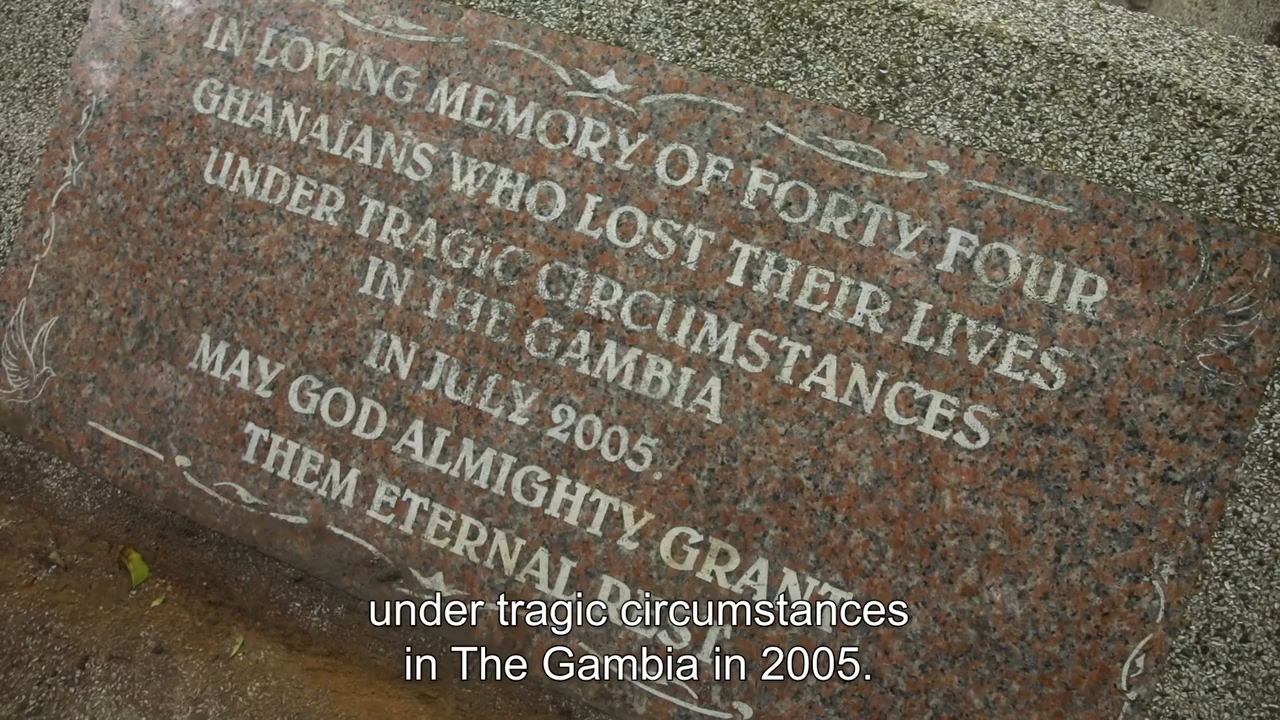 IN LOVING MEMORY OF FORTY FOUR
GHANAIANS WHO LOST THEIR LIVES
UNDER TRAGIC CIRCUMSTANCES
IN THE GAMBIA
IN JULY 2005.
MAY GOD ALMIGHTY GRANT
THEM ETERNAL REST
under tragic circumstances
in The Gambia in 2005.